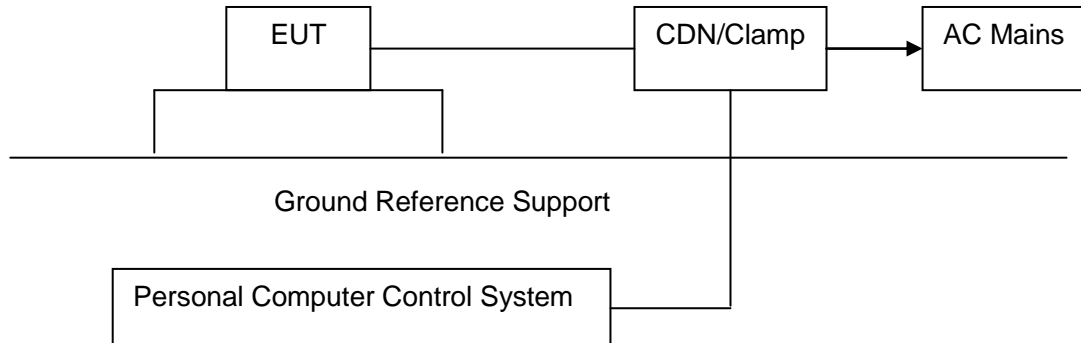 EUT
CDN/Clamp
AC Mains
Ground Reference Support
Personal Computer Control System